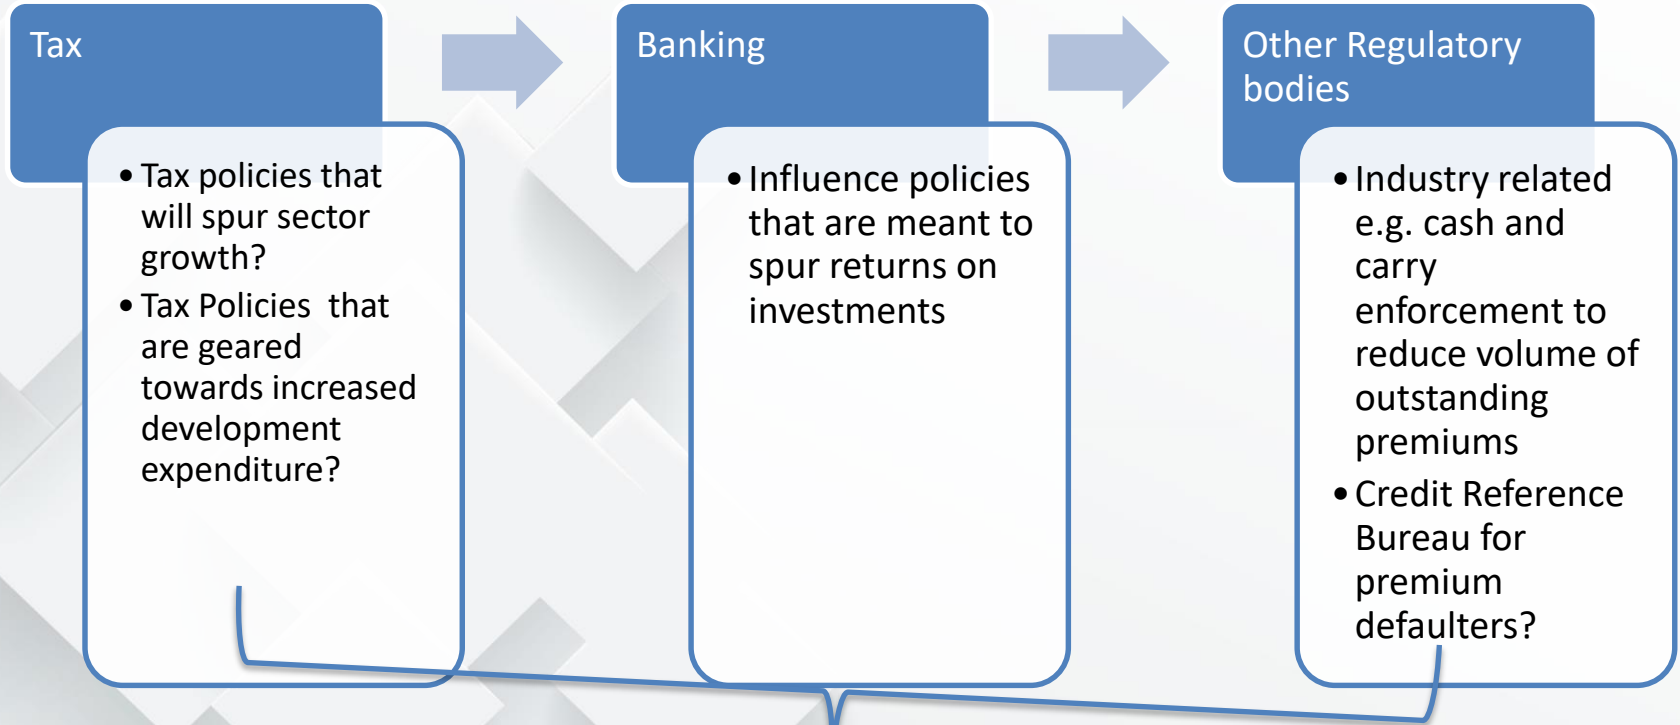 Tax
• Tax policies that
will spur sector
growth?
• Tax Policies  that
are geared
towards increased
development
expenditure?
Banking
• Influence policies
that are meant to
spur returns on
investments
Other Regulatory
bodies
• Industry related
e.g. cash and
carry
enforcement to
reduce volume of
outstanding
premiums
• Credit Reference
Bureau for
premium
defaulters?